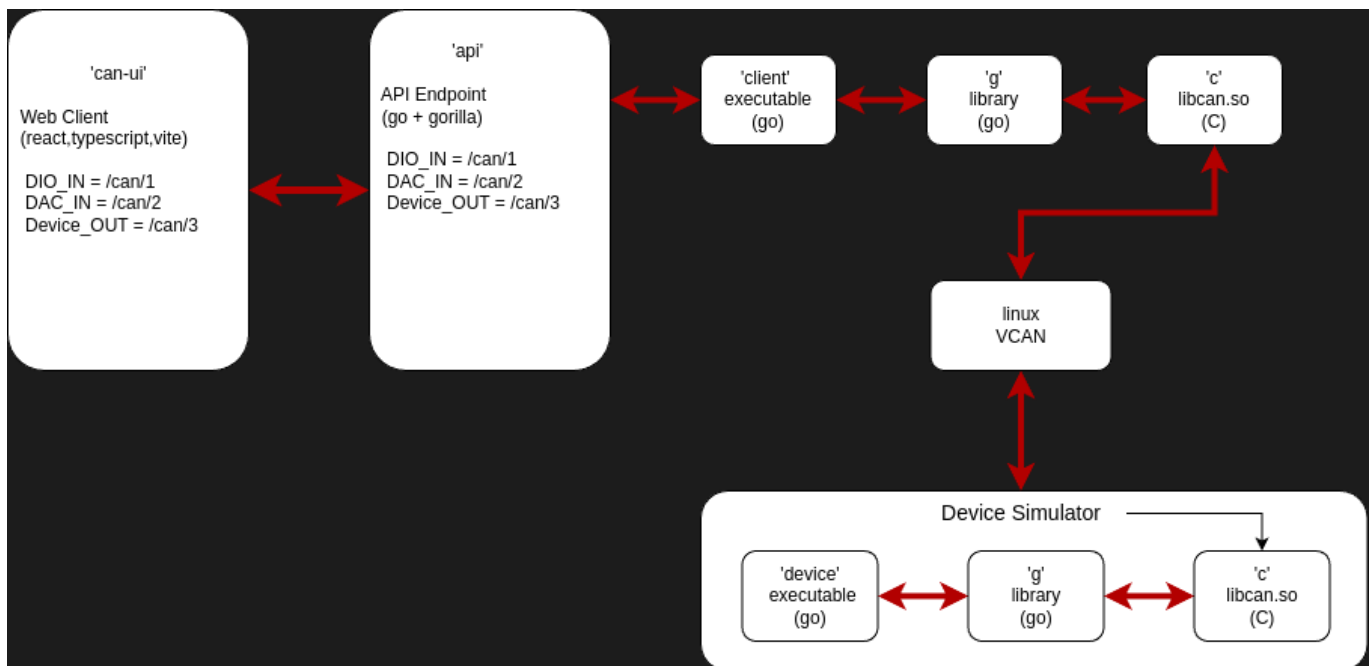 'can-ui'
Web Client
(react,typescript,vite)
DIO_IN = /can/1
DAC_IN = /can/2
Device_OUT = /can/3
'api'
API Endpoint
(go + gorilla)
DIO_IN = /can/1
DAC_IN = /can/2
Device_OUT = /can/3
'client'
executable
(go)
'g'
library
(go)
'c'
libcan.so
(C)
linux
VCAN
Device Simulator
'device'
executable
(go)
'g'
library
(go)
'c'
libcan.so
(C)